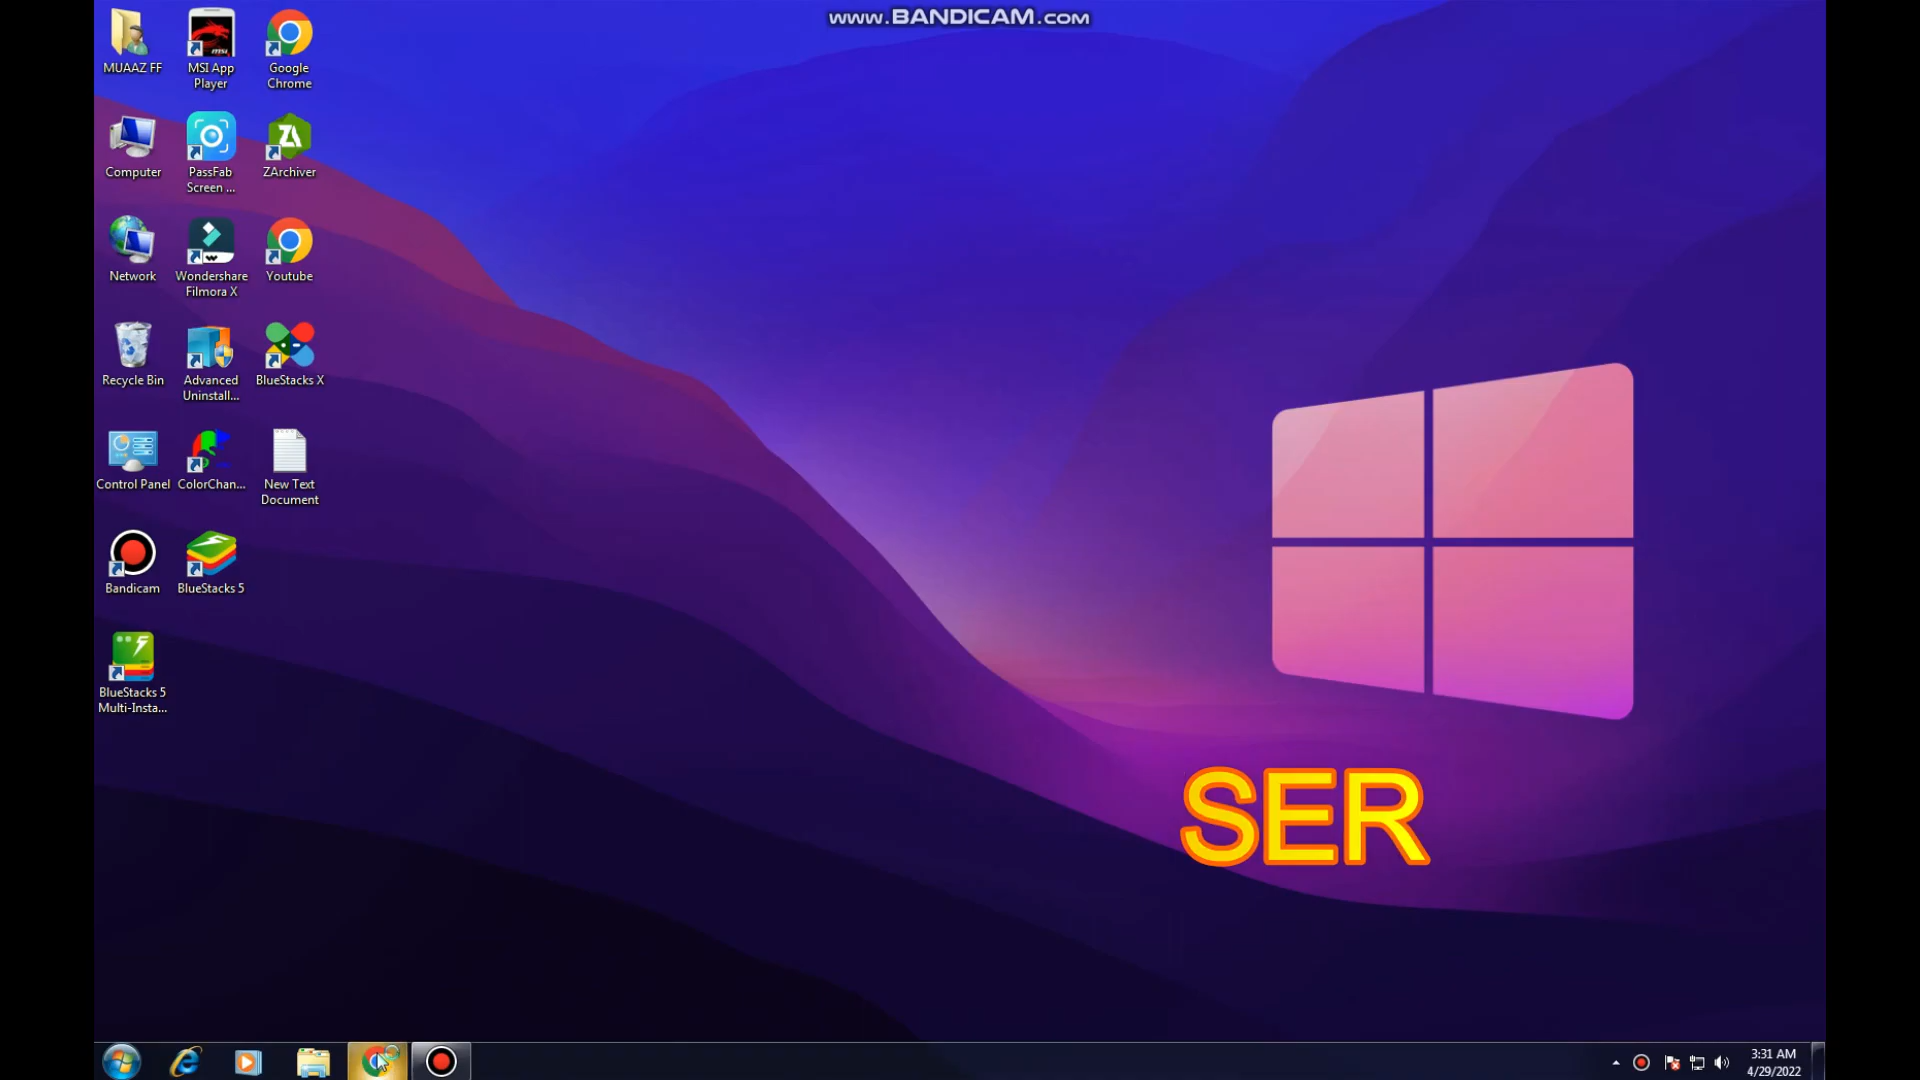 www.BANDICAM.com
MUAAZ FF
MSI App
Player
msi
Google
Chrome
Computer
PassFab
Screen ...
ZA
ZArchiver
Network
Wondershare
Filmora X
Youtube
Recycle Bin
Advanced
Uninstall...
BlueStacks X
Control Panel
ColorChan...
New Text
Document
Bandicam
BlueStacks 5
BlueStacks 5
Multi-Insta...
SER
3:31 AM
4/29/2022